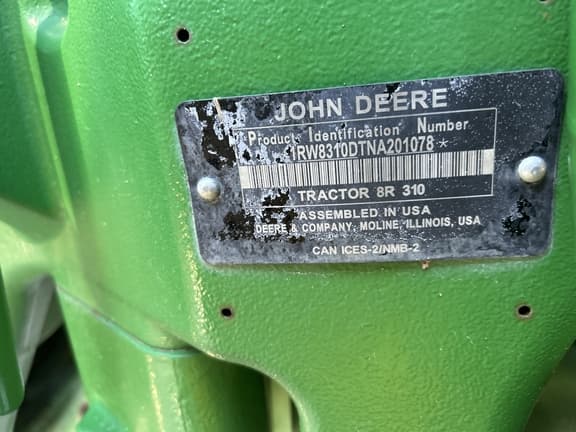 JOHN DEERE
Product Identification Number
1RW8310DTNA201078*
TRACTOR 8R 310
ASSEMBLED IN USA
DEERE & COMPANY, MOLINE, ILLINOIS, USA
CAN ICES-2/NMB-2